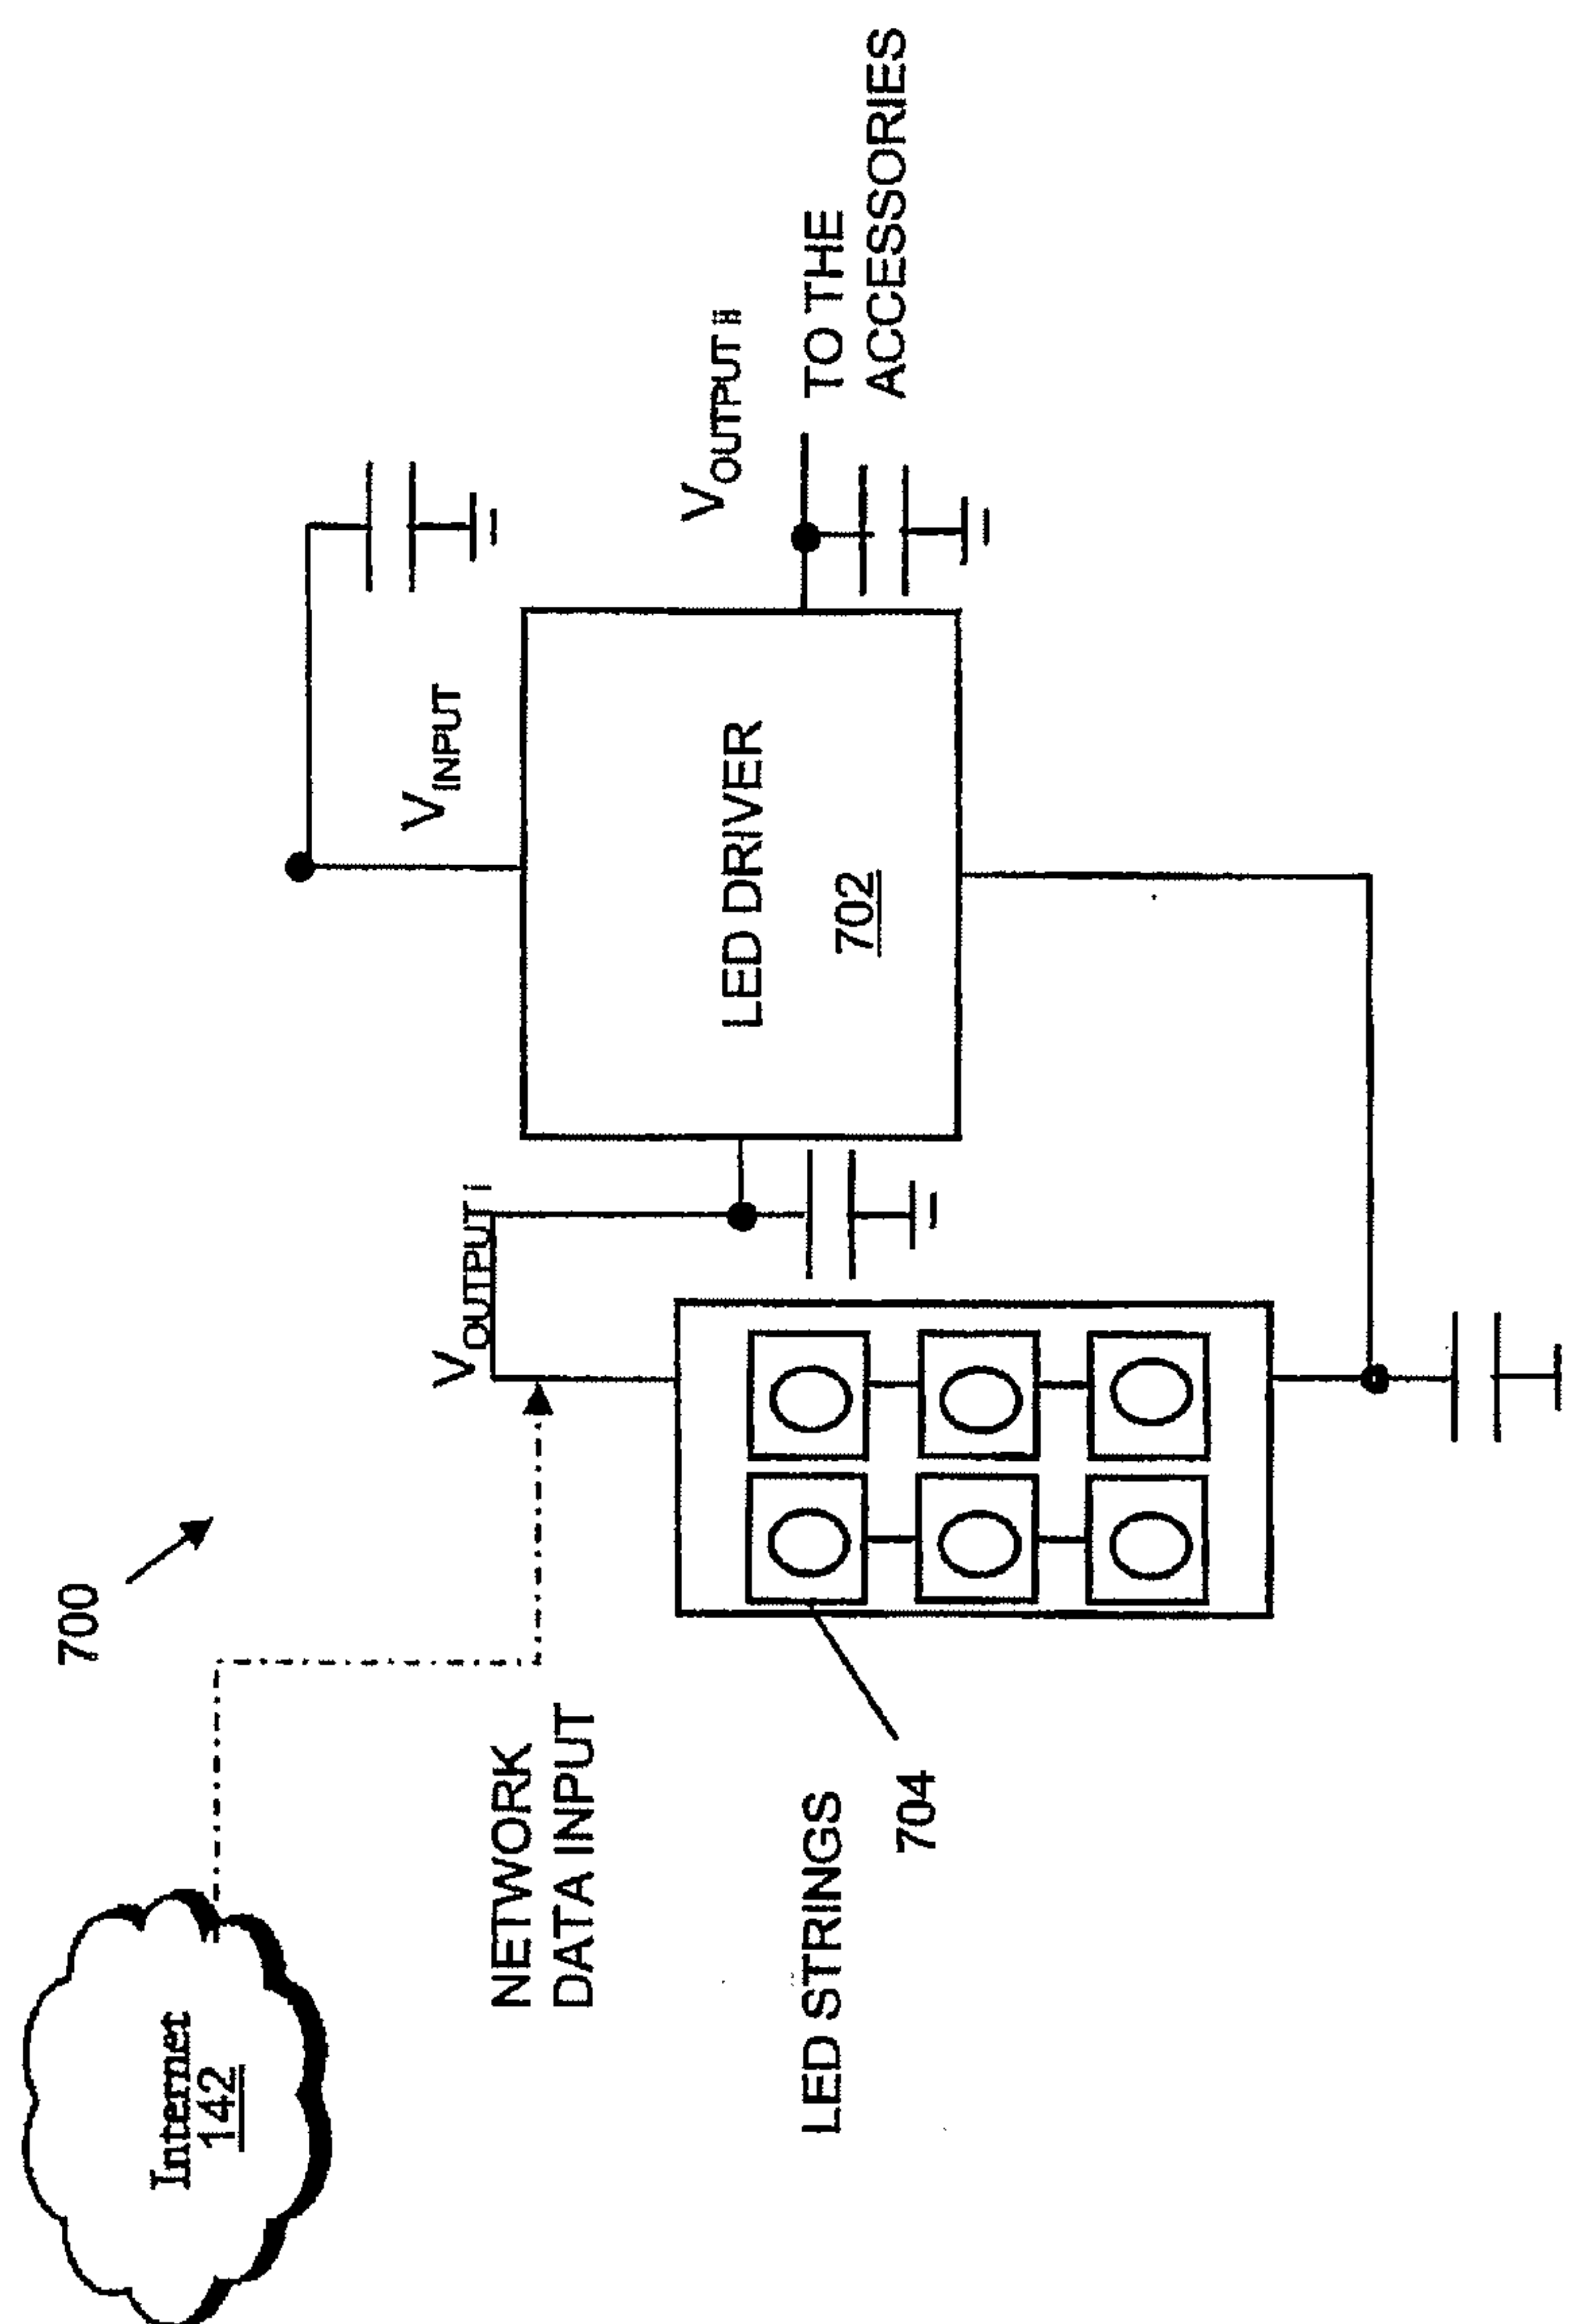 700
Internet
142
NETWORK
DATA INPUT
LED STRINGS
704
VOUTPUT i
VINPUT
LED DRIVER
702
VOUTPUT ii
TO THE
ACCESSORIES